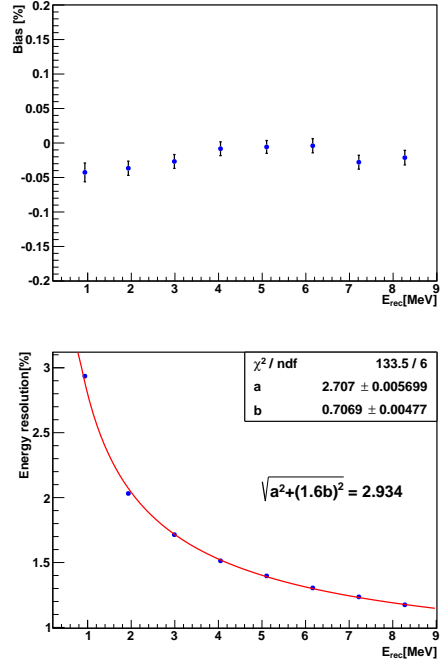 Bias [%]
0.2
0.15
0.1
0.05
0
-0.05
-0.1
-0.15
-0.2
1 2 3 4 5 6 7 8 9
E_rec[MeV]
Energy resolution[%]
3
2.5
2
1.5
1
χ² / ndf 133.5 / 6
a 2.707 ± 0.005699
b 0.7069 ± 0.00477
√a²+(1.6b)² = 2.934
1 2 3 4 5 6 7 8 9
E_rec[MeV]